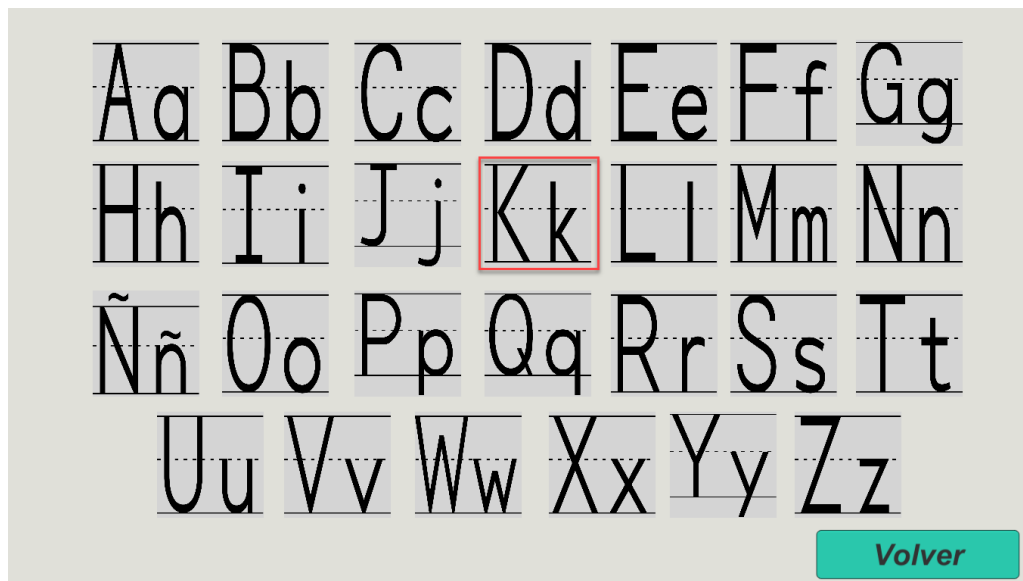 Aa Bb Cc Dd Ee Ff Gg
Hh Ii Jj Kk Ll Mm Nn
Ññ Oo Pp Qq Rr Ss Tt
Uu Vv Ww Xx Yy Zz
Volver